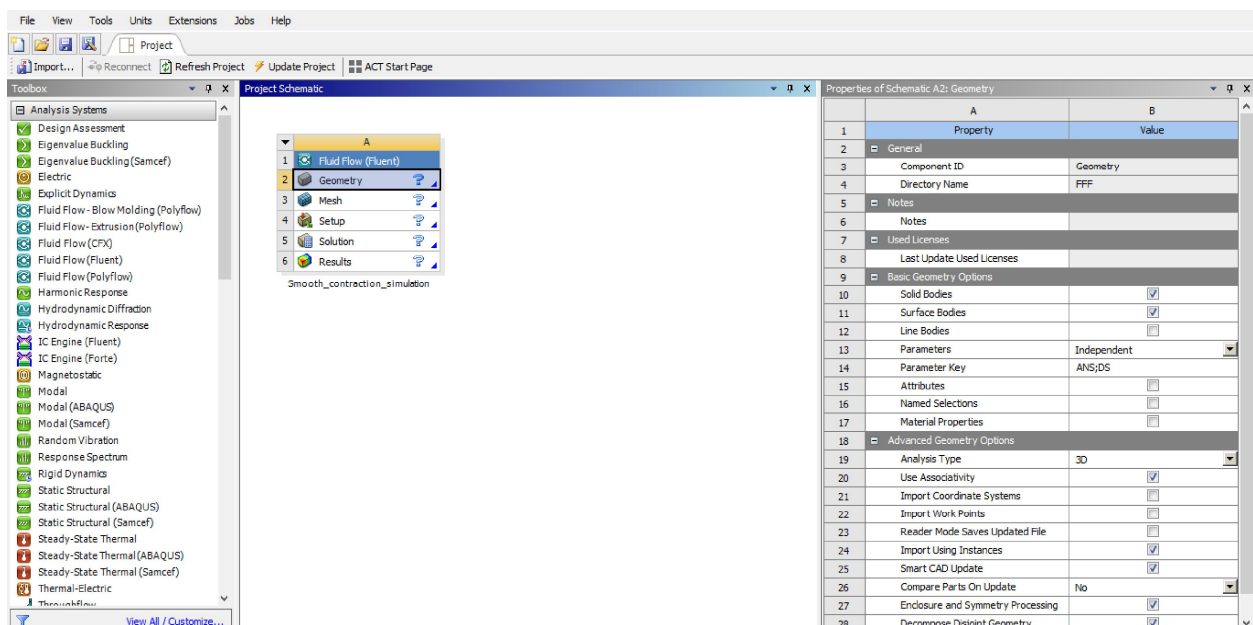 File View Tools Units Extensions Jobs Help
Project
Import... Reconnect Refresh Project Update Project ACT Start Page
Toolbox
Analysis Systems
Design Assessment
Eigenvalue Buckling
Eigenvalue Buckling (Samcef)
Electric
Explicit Dynamics
Fluid Flow - Blow Molding (Polyflow)
Fluid Flow - Extrusion (Polyflow)
Fluid Flow (CFX)
Fluid Flow (Fluent)
Fluid Flow (Polyflow)
Harmonic Response
Hydrodynamic Diffraction
Hydrodynamic Response
IC Engine (Fluent)
IC Engine (Forte)
Magnetostatic
Modal
Modal (ABAQUS)
Modal (Samcef)
Random Vibration
Response Spectrum
Rigid Dynamics
Static Structural
Static Structural (ABAQUS)
Static Structural (Samcef)
Steady-State Thermal
Steady-State Thermal (ABAQUS)
Steady-State Thermal (Samcef)
Thermal-Electric
Throughflow
View All / Customize...
Project Schematic
A
1 Fluid Flow (Fluent)
2 Geometry ?
3 Mesh ?
4 Setup ?
5 Solution ?
6 Results ?
Smooth_contraction_simulation
Properties of Schematic A2: Geometry
A B
1 Property Value
2 General
3 Component ID Geometry
4 Directory Name FFF
5 Notes
6 Notes
7 Used Licenses
8 Last Update Used Licenses
9 Basic Geometry Options
10 Solid Bodies
11 Surface Bodies
12 Line Bodies
13 Parameters Independent
14 Parameter Key ANS;DS
15 Attributes
16 Named Selections
17 Material Properties
18 Advanced Geometry Options
19 Analysis Type 3D
20 Use Associativity
21 Import Coordinate Systems
22 Import Work Points
23 Reader Mode Saves Updated File
24 Import Using Instances
25 Smart CAD Update
26 Compare Parts On Update No
27 Enclosure and Symmetry Processing
28 Decompose Disjoint Geometry